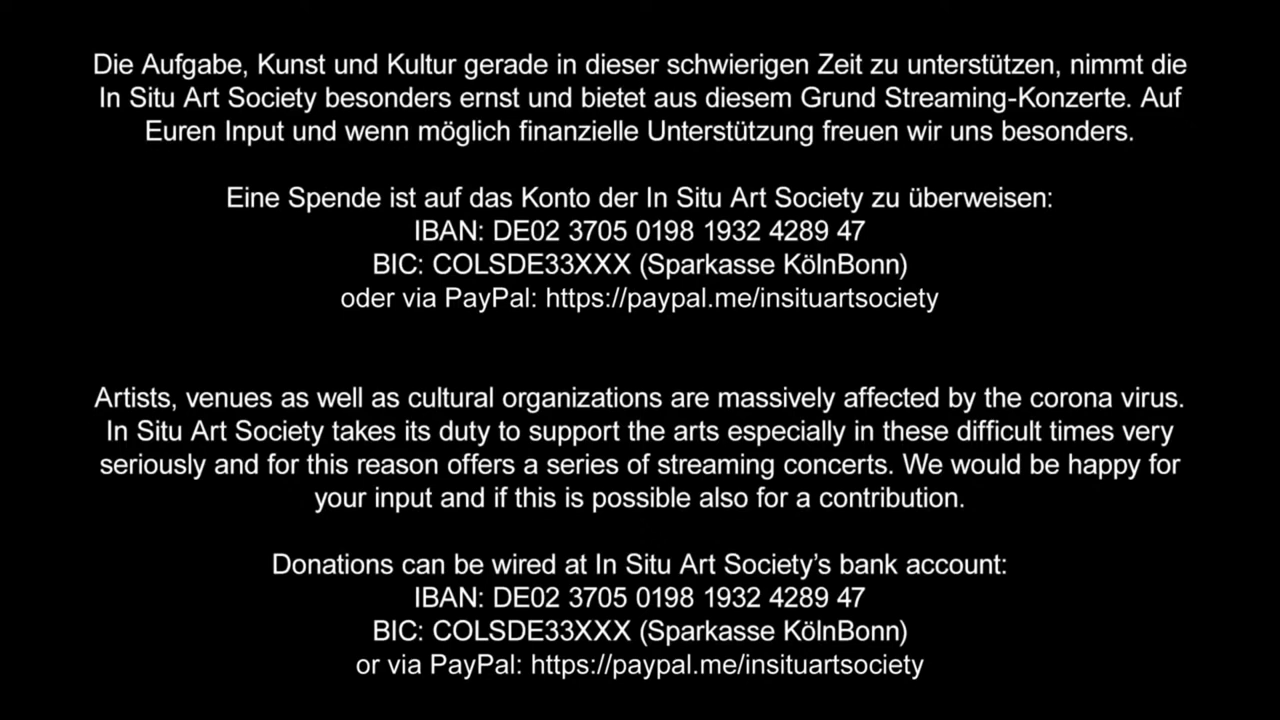 Die Aufgabe, Kunst und Kultur gerade in dieser schwierigen Zeit zu unterstützen, nimmt die
In Situ Art Society besonders ernst und bietet aus diesem Grund Streaming-Konzerte. Auf
Euren Input und wenn möglich finanzielle Unterstützung freuen wir uns besonders.
Eine Spende ist auf das Konto der In Situ Art Society zu überweisen:
IBAN: DE02 3705 0198 1932 4289 47
BIC: COLSDE33XXX (Sparkasse KölnBonn)
oder via PayPal: https://paypal.me/insituartsociety
Artists, venues as well as cultural organizations are massively affected by the corona virus.
In Situ Art Society takes its duty to support the arts especially in these difficult times very
seriously and for this reason offers a series of streaming concerts. We would be happy for
your input and if this is possible also for a contribution.
Donations can be wired at In Situ Art Society’s bank account:
IBAN: DE02 3705 0198 1932 4289 47
BIC: COLSDE33XXX (Sparkasse KölnBonn)
or via PayPal: https://paypal.me/insituartsociety